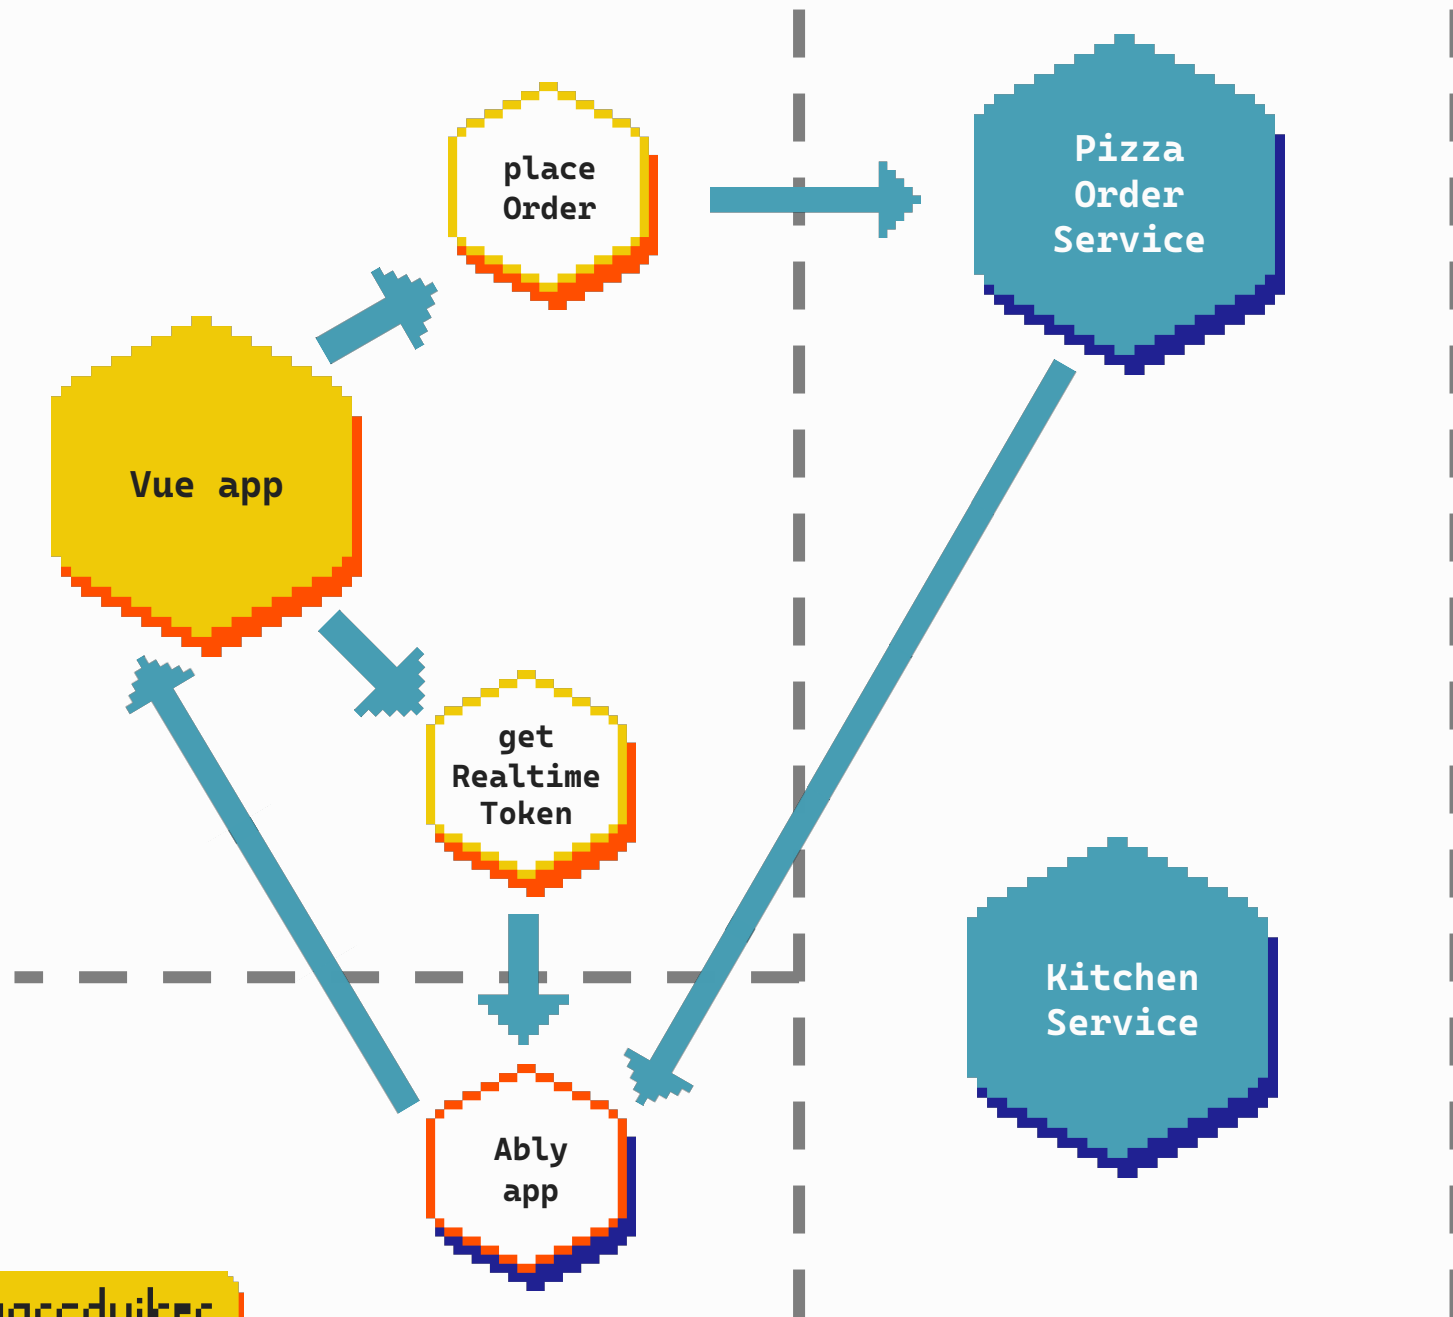 place
Order
Pizza
Order
Service
Vue app
get
Realtime
Token
Kitchen
Service
Ably
app